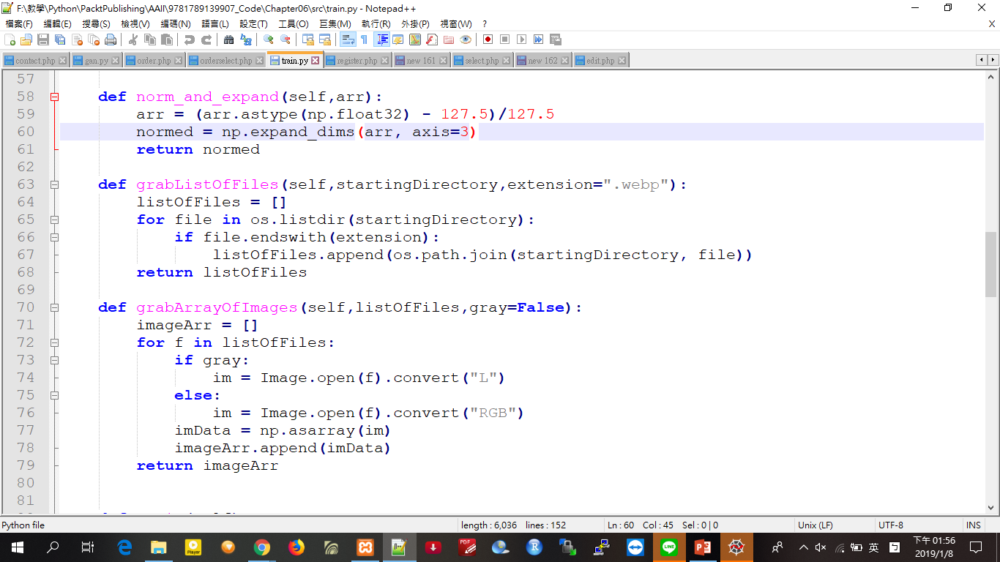 F:\教學\Python\PacktPublishing\AAII\9781789139907_Code\Chapter06\src\train.py - Notepad++
檔案(F) 編輯(E) 搜尋(S) 檢視(V) 編碼(N) 語言(L) 設定(T) 工具(O) 巨集(M) 執行(R) 外掛(P) 視窗(W) ? X
contact.php gan.py order.php orderselect.php train.py register.php new 161 select.php new 162 edit.php
57
58 def norm_and_expand(self,arr):
59 arr = (arr.astype(np.float32) - 127.5)/127.5
60 normed = np.expand_dims(arr, axis=3)
61 return normed
62
63 def grabListOfFiles(self,startingDirectory,extension=".webp"):
64 listOfFiles = []
65 for file in os.listdir(startingDirectory):
66 if file.endswith(extension):
67 listOfFiles.append(os.path.join(startingDirectory, file))
68 return listOfFiles
69
70 def grabArrayOfImages(self,listOfFiles,gray=False):
71 imageArr = []
72 for f in listOfFiles:
73 if gray:
74 im = Image.open(f).convert("L")
75 else:
76 im = Image.open(f).convert("RGB")
77 imData = np.asarray(im)
78 imageArr.append(imData)
79 return imageArr
80
81
Python file length : 6,036 lines : 152 Ln : 60 Col : 45 Sel : 0 | 0 Unix (LF) UTF-8 INS
Player PDF R LINE P 英 下午 01:56
2019/1/8